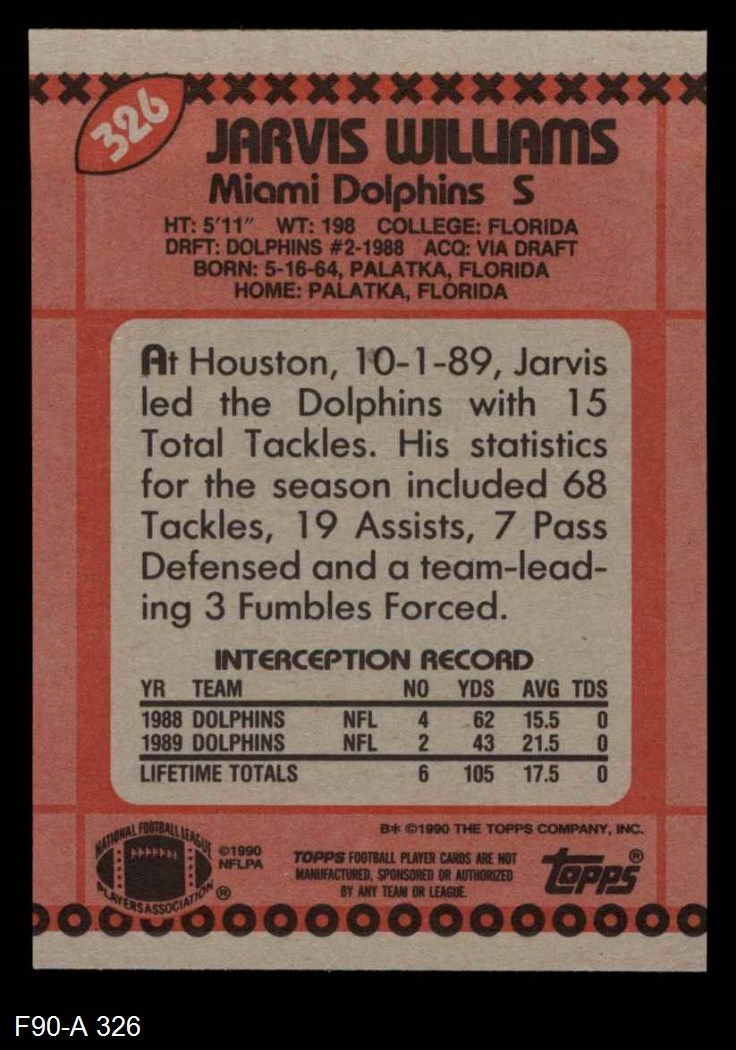 326
JARVIS WILLIAMS
Miami Dolphins S
HT: 5'11" WT: 198 COLLEGE: FLORIDA
DRFT: DOLPHINS #2-1988 ACQ: VIA DRAFT
BORN: 5-16-64, PALATKA, FLORIDA
HOME: PALATKA, FLORIDA
At Houston, 10-1-89, Jarvis
led the Dolphins with 15
Total Tackles. His statistics
for the season included 68
Tackles, 19 Assists, 7 Pass
Defensed and a team-lead-
ing 3 Fumbles Forced.
INTERCEPTION RECORD
YR TEAM NO YDS AVG TDS
1988 DOLPHINS NFL 4 62 15.5 0
1989 DOLPHINS NFL 2 43 21.5 0
LIFETIME TOTALS 6 105 17.5 0
B* ©1990 THE TOPPS COMPANY, INC.
NATIONAL FOOTBALL LEAGUE
PLAYERS ASSOCIATION ®
©1990
NFLPA
TOPPS FOOTBALL PLAYER CARDS ARE NOT
MANUFACTURED, SPONSORED OR AUTHORIZED
BY ANY TEAM OR LEAGUE.
topps®
F90-A 326